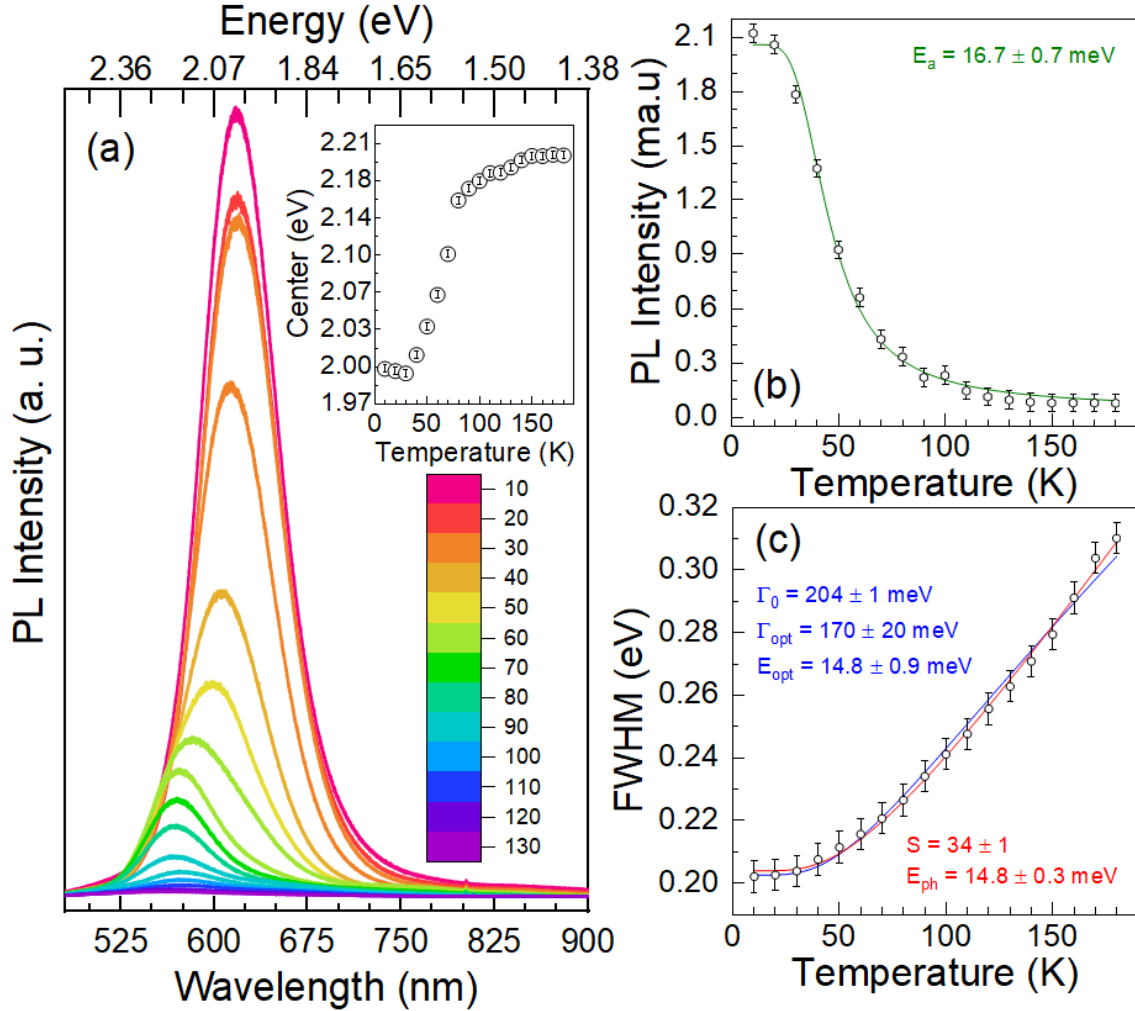 Energy (eV)
2.36 2.07 1.84 1.65 1.50 1.38
(a)
PL Intensity (a. u.)
525 600 675 750 825 900
Wavelength (nm)
Center (eV)
2.21
2.18
2.14
2.10
2.07
2.03
2.00
1.97
0 50 100 150
Temperature (K)
10
20
30
40
50
60
70
80
90
100
110
120
130
PL Intensity (ma.u)
2.1
1.8
1.5
1.2
0.9
0.6
0.3
0.0
Eₐ = 16.7 ± 0.7 meV
(b)
0 50 100 150
Temperature (K)
(c)
FWHM (eV)
0.32
0.30
0.28
0.26
0.24
0.22
0.20
Γ₀ = 204 ± 1 meV
Γopt = 170 ± 20 meV
Eopt = 14.8 ± 0.9 meV
S = 34 ± 1
Eph = 14.8 ± 0.3 meV
0 50 100 150
Temperature (K)